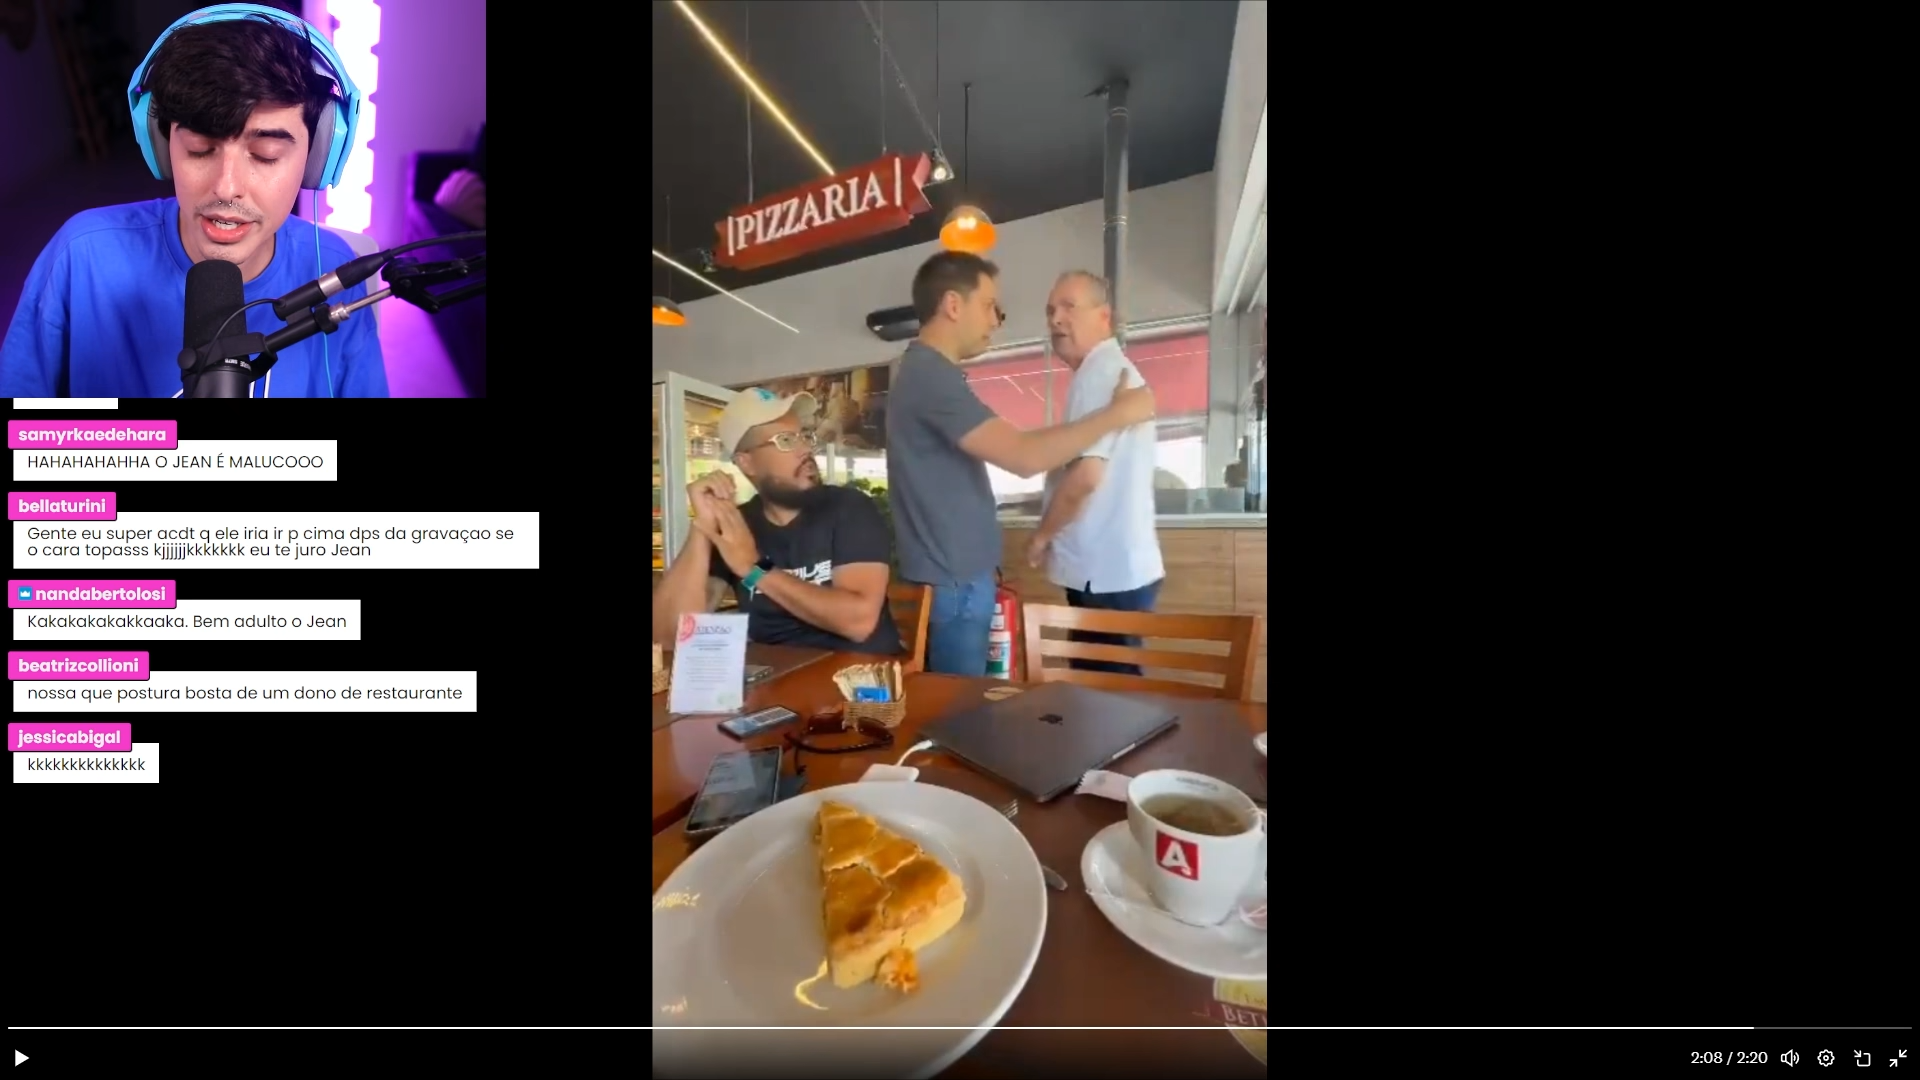 samyrkaedehara
HAHAHAHAHHA O JEAN É MALUCOOO
bellaturini
Gente eu super acdt q ele iria ir p cima dps da gravaçao se
o cara topasss kjjjjjjkkkkkkk eu te juro Jean
nandabertolosi
Kakakakakakkaaka. Bem adulto o Jean
beatrizcollioni
nossa que postura bosta de um dono de restaurante
jessicabigal
kkkkkkkkkkkkkk
|PIZZARIA|
A
2:08 / 2:20